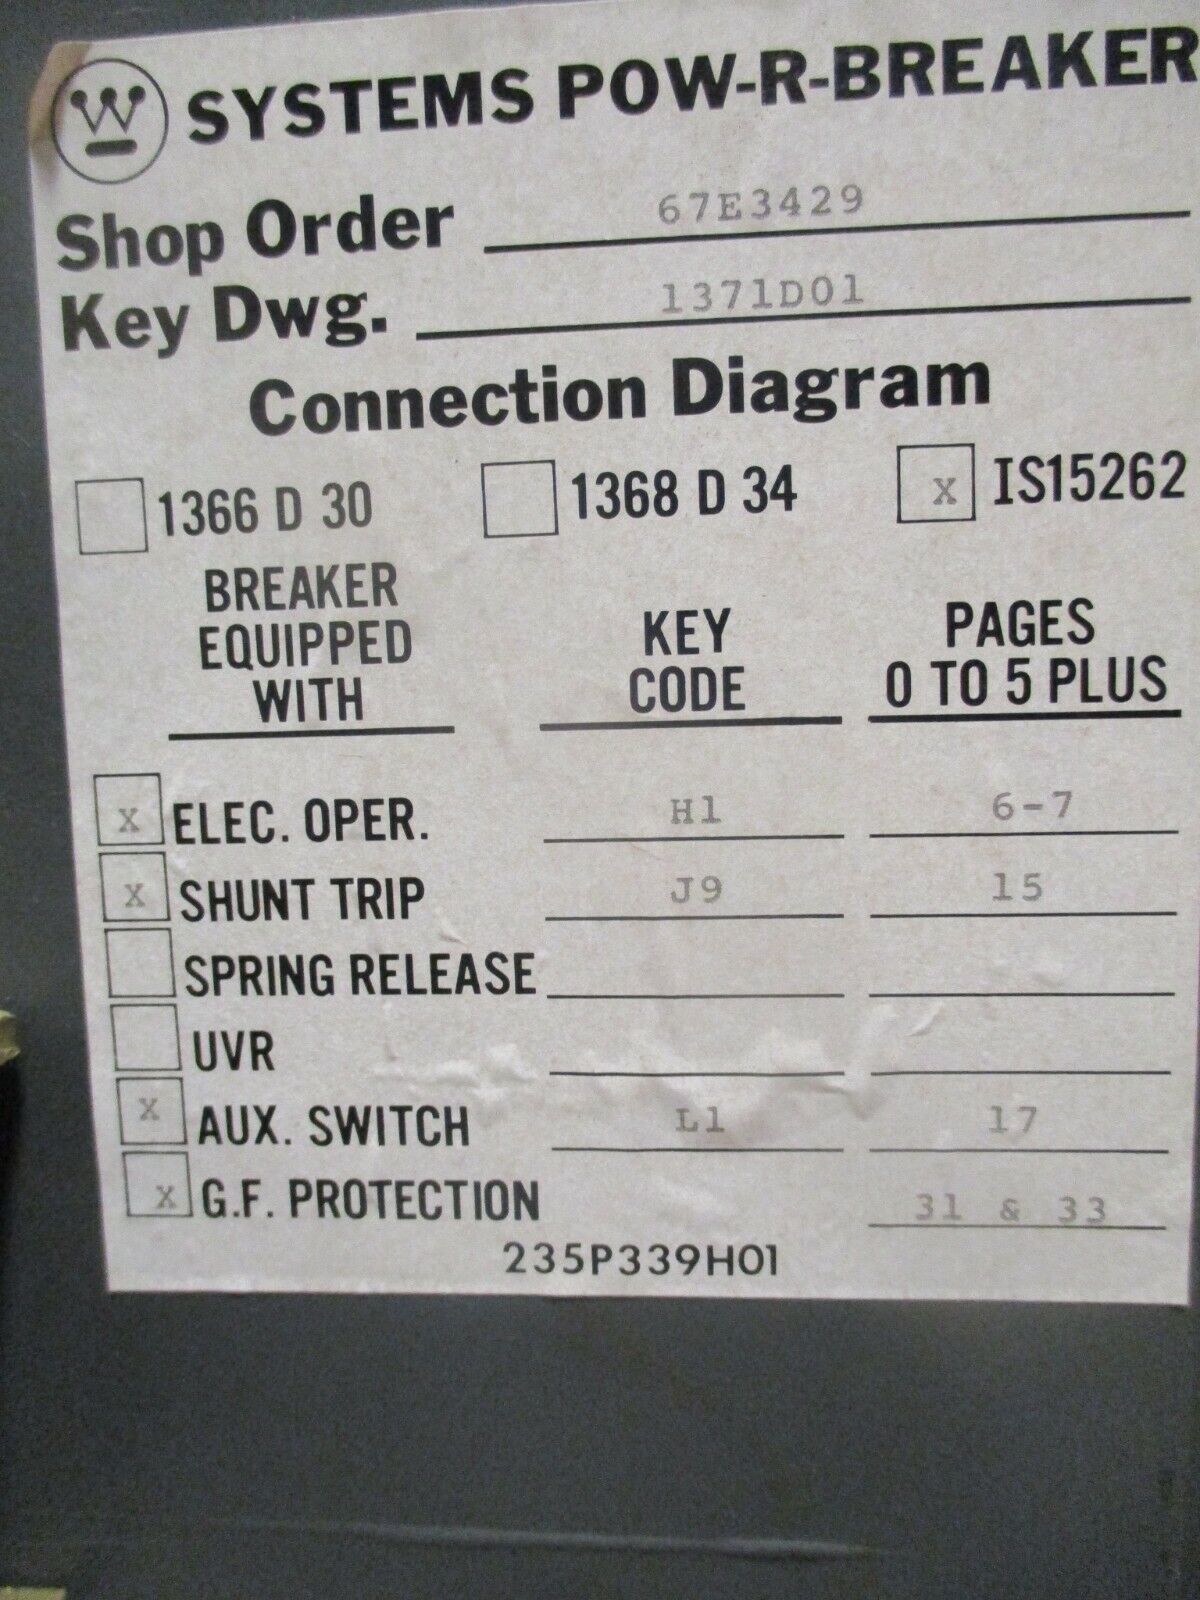 W SYSTEMS POW-R-BREAKER
Shop Order 67E3429
Key Dwg. 1371D01
Connection Diagram
1366 D 30 1368 D 34 x IS15262
BREAKER EQUIPPED WITH KEY CODE PAGES 0 TO 5 PLUS
x ELEC. OPER. H1 6-7
x SHUNT TRIP J9 15
SPRING RELEASE
UVR
x AUX. SWITCH L1 17
x G.F. PROTECTION 31 & 33
235P339H01